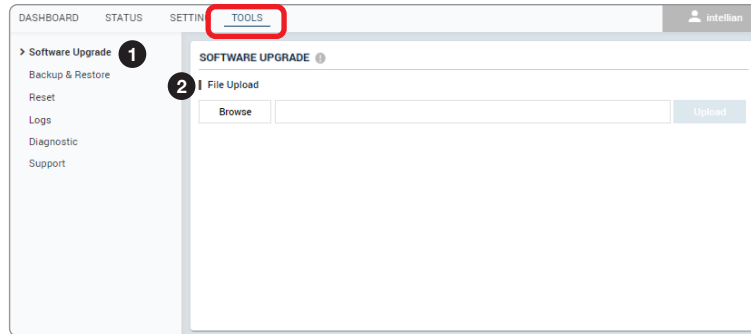 DASHBOARD STATUS SETTIN TOOLS intellian
Software Upgrade 1
Backup & Restore
Reset
Logs
Diagnostic
Support
SOFTWARE UPGRADE
2 File Upload
Browse Upload